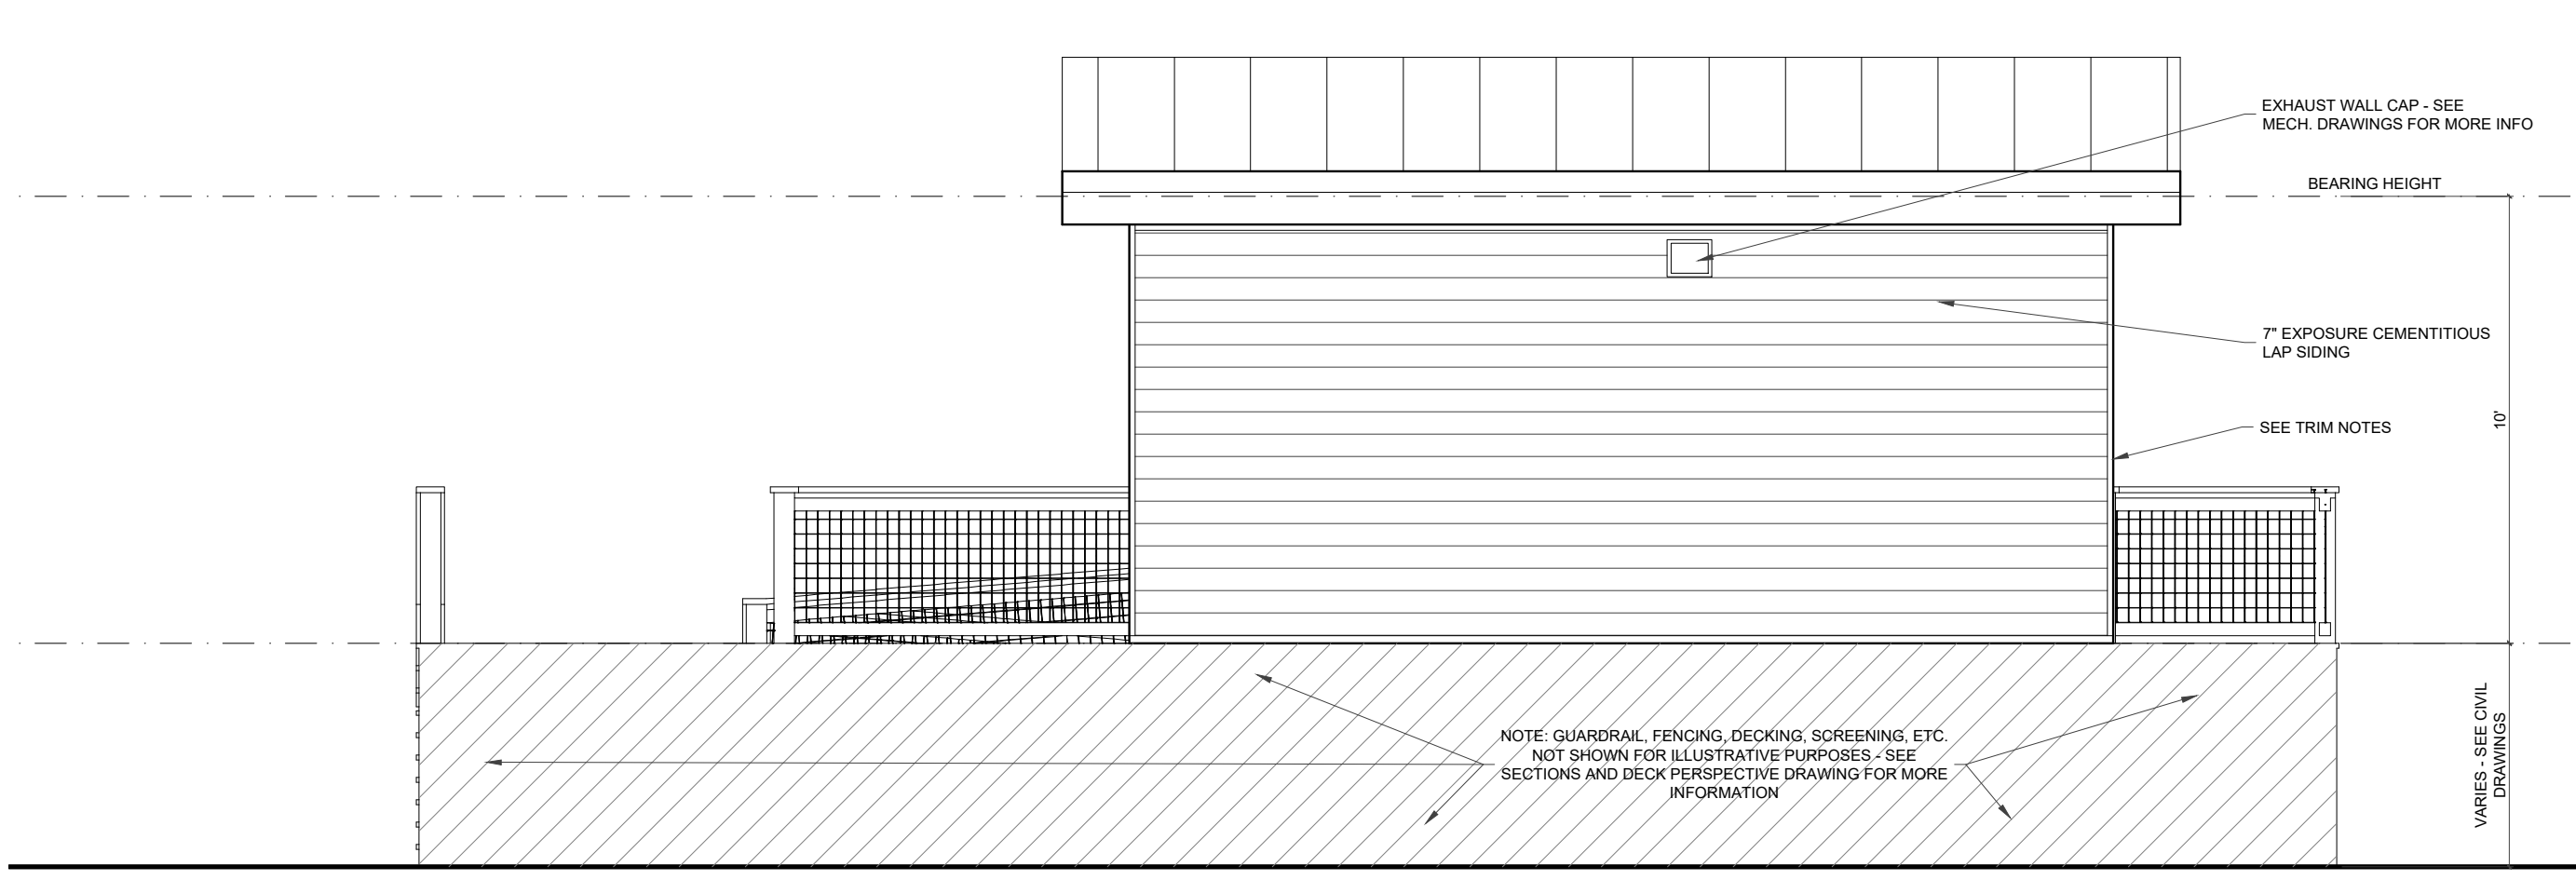 EXHAUST WALL CAP - SEE
MECH. DRAWINGS FOR MORE INFO
BEARING HEIGHT
7" EXPOSURE CEMENTITIOUS
LAP SIDING
10'
SEE TRIM NOTES
NOTE: GUARDRAIL, FENCING, DECKING, SCREENING, ETC.
NOT SHOWN FOR ILLUSTRATIVE PURPOSES - SEE
SECTIONS AND DECK PERSPECTIVE DRAWING FOR MORE
INFORMATION
VARIES - SEE CIVIL
DRAWINGS